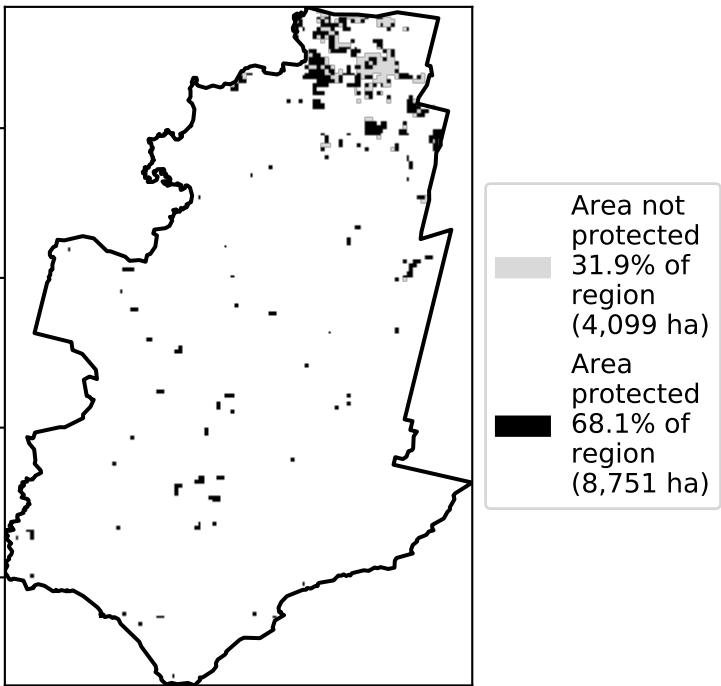 Area not
protected
31.9% of
region
(4,099 ha)
Area
protected
68.1% of
region
(8,751 ha)